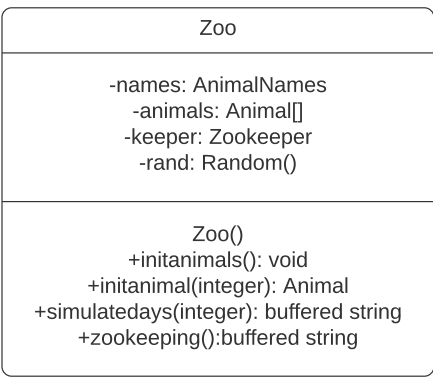 Zoo
-names: AnimalNames
-animals: Animal[]
-keeper: Zookeeper
-rand: Random()
Zoo()
+initanimals(): void
+initanimal(integer): Animal
+simulatedays(integer): buffered string
+zookeeping():buffered string